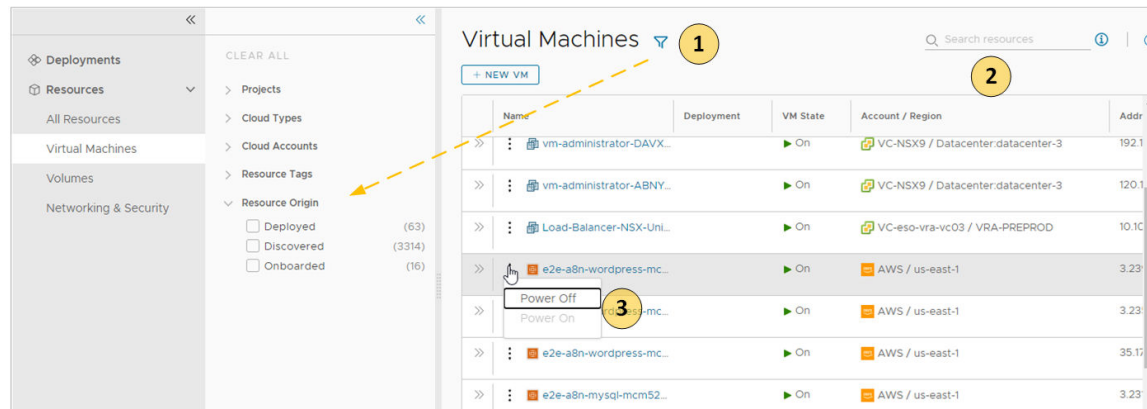 Deployments
Resources
All Resources
Virtual Machines
Volumes
Networking & Security
CLEAR ALL
Projects
Cloud Types
Cloud Accounts
Resource Tags
Resource Origin
Deployed (63)
Discovered (3314)
Onboarded (16)
Virtual Machines 1
Search resources
2
+ NEW VM
Name Deployment VM State Account / Region Addr
vm-administrator-DAVX... On VC-NSX9 / Datacenter:datacenter-3 192.1
vm-administrator-ABNY... On VC-NSX9 / Datacenter:datacenter-3 120.1
Load-Balancer-NSX-Uni... On VC-eso-vra-vc03 / VRA-PREPROD 10.10
e2e-a8n-wordpress-mc... On AWS / us-east-1 3.23
Power Off
3
Power On
rdpress-mc... On AWS / us-east-1 3.23
e2e-a8n-wordpress-mc... On AWS / us-east-1 35.17
e2e-a8n-mysql-mcm52... On AWS / us-east-1 3.23